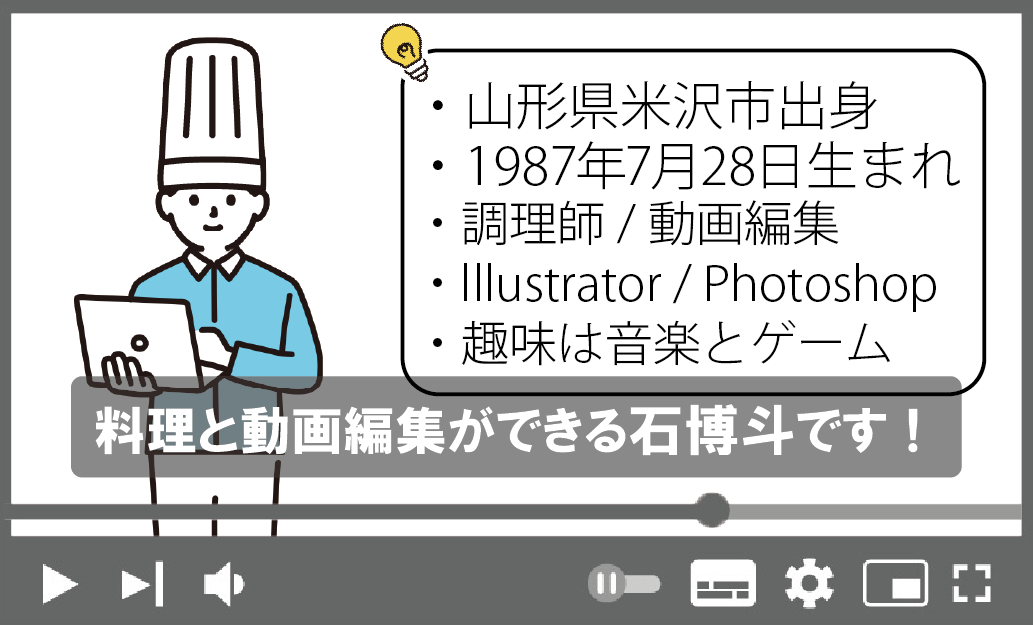 ・山形県米沢市出身
・1987年7月28日生まれ
・調理師 / 動画編集
・Illustrator / Photoshop
・趣味は音楽とゲーム
料理と動画編集ができる石博斗です！